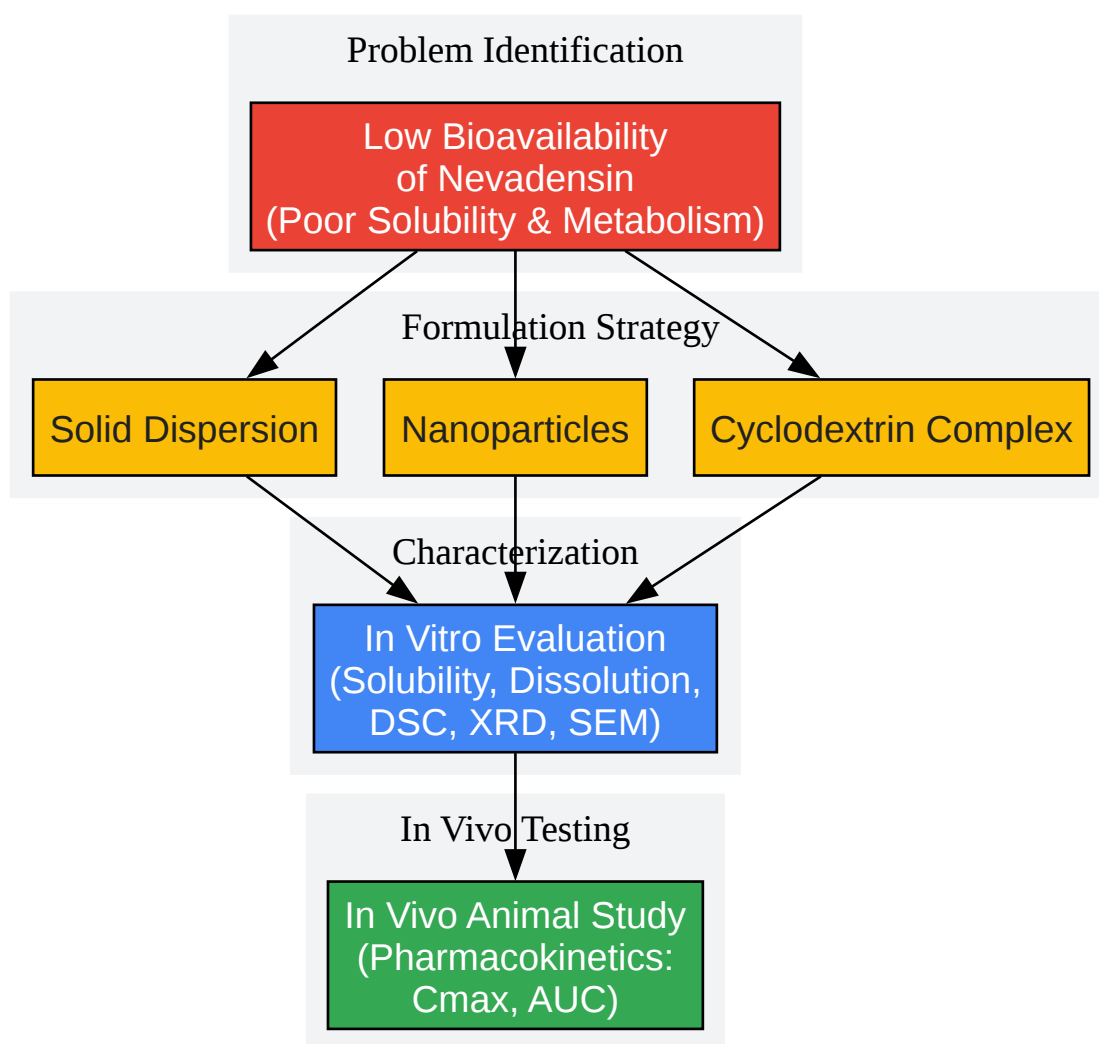 Problem Identification
Low Bioavailability
of Nevadensin
(Poor Solubility & Metabolism)
Formulation Strategy
Solid Dispersion
Nanoparticles
Cyclodextrin Complex
Characterization
In Vitro Evaluation
(Solubility, Dissolution,
DSC, XRD, SEM)
In Vivo Testing
In Vivo Animal Study
(Pharmacokinetics:
Cmax, AUC)